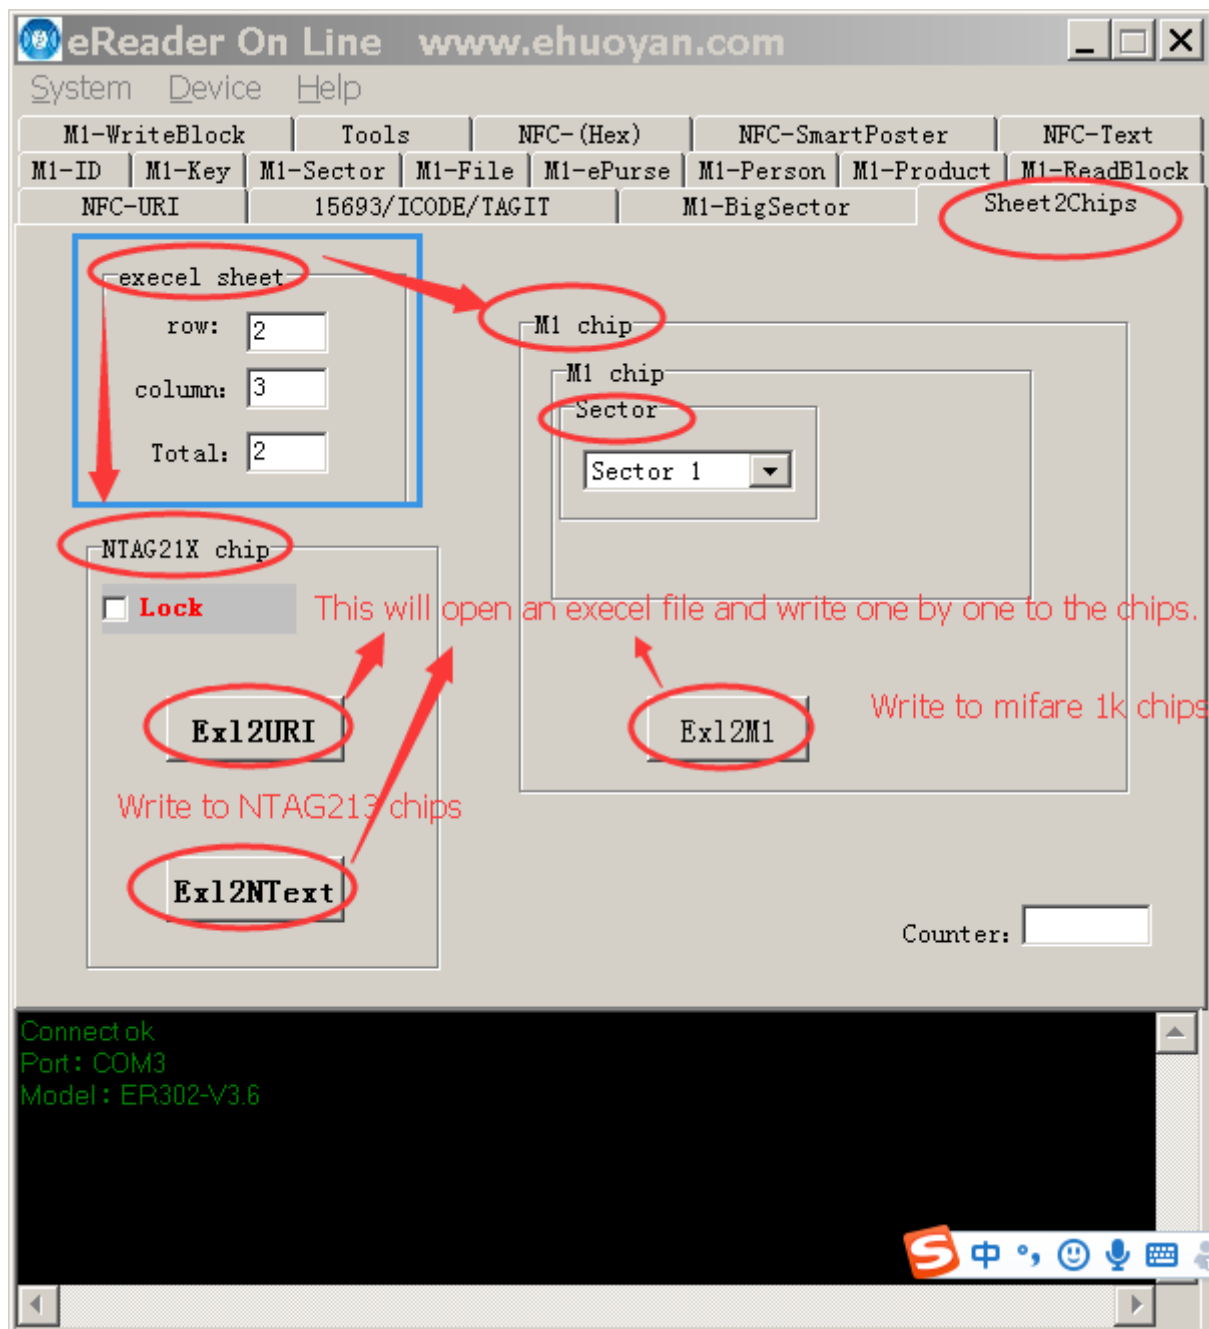 eReader On Line www.ehuoyan.com
System Device Help
M1-WriteBlock Tools NFC-(Hex) NFC-SmartPoster NFC-Text
M1-ID M1-Key M1-Sector M1-File M1-ePurse M1-Person M1-Product M1-ReadBlock
NFC-URI 15693/ICODE/TAGIT M1-BigSector Sheet2Chips
execel sheet
row: 2
column: 3
Total: 2
M1 chip
M1 chip
Sector
Sector 1
NTAG21X chip
Lock
This will open an execel file and write one by one to the chips.
Exl2URI
Exl2M1
Write to mifare 1k chips
Write to NTAG213 chips
Exl2NText
Counter:
Connect ok
Port: COM3
Model: ER302-V3.6
S 中 °,